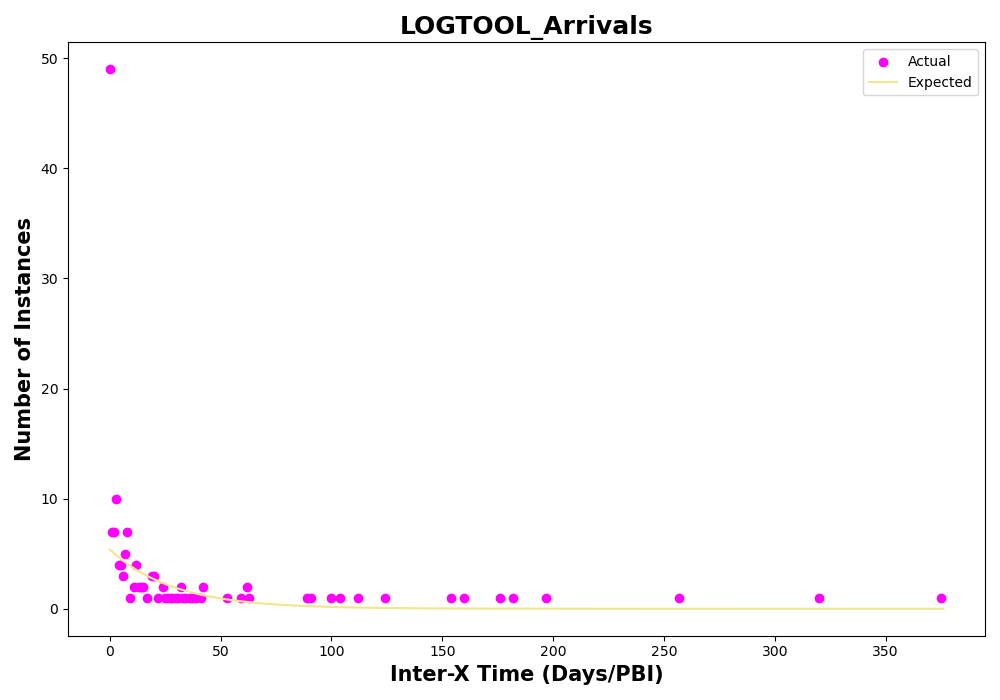 LOGTOOL_Arrivals
Actual
Expected
Number of Instances
50
40
30
20
10
0
0 50 100 150 200 250 300 350
Inter-X Time (Days/PBI)